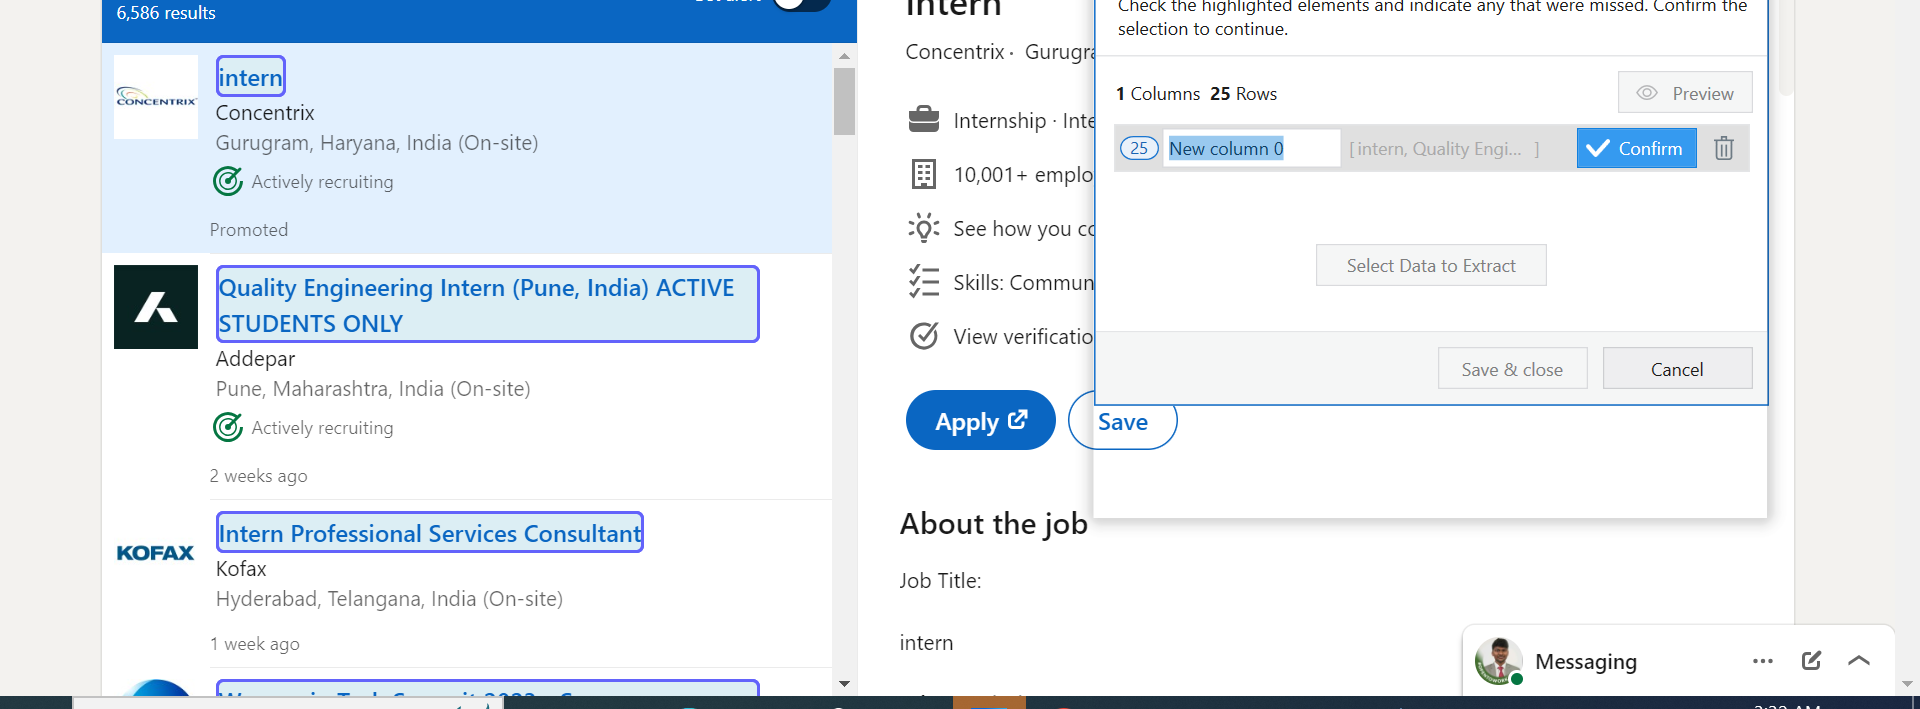 6,586 results
intern
CONCENTRIX
Concentrix
Gurugram, Haryana, India (On-site)
Actively recruiting
Promoted
Quality Engineering Intern (Pune, India) ACTIVE
STUDENTS ONLY
Addepar
Pune, Maharashtra, India (On-site)
Actively recruiting
2 weeks ago
KOFAX
Intern Professional Services Consultant
Kofax
Hyderabad, Telangana, India (On-site)
1 week ago
intern
Concentrix · Gurugra
Internship · Inte
10,001+ emplo
See how you co
Skills: Commun
View verificatio
Apply
Save
About the job
Job Title:
intern
Check the highlighted elements and indicate any that were missed. Confirm the
selection to continue.
1 Columns 25 Rows
Preview
25 New column 0 [ intern, Quality Engi... ] Confirm
Select Data to Extract
Save & close
Cancel
Messaging